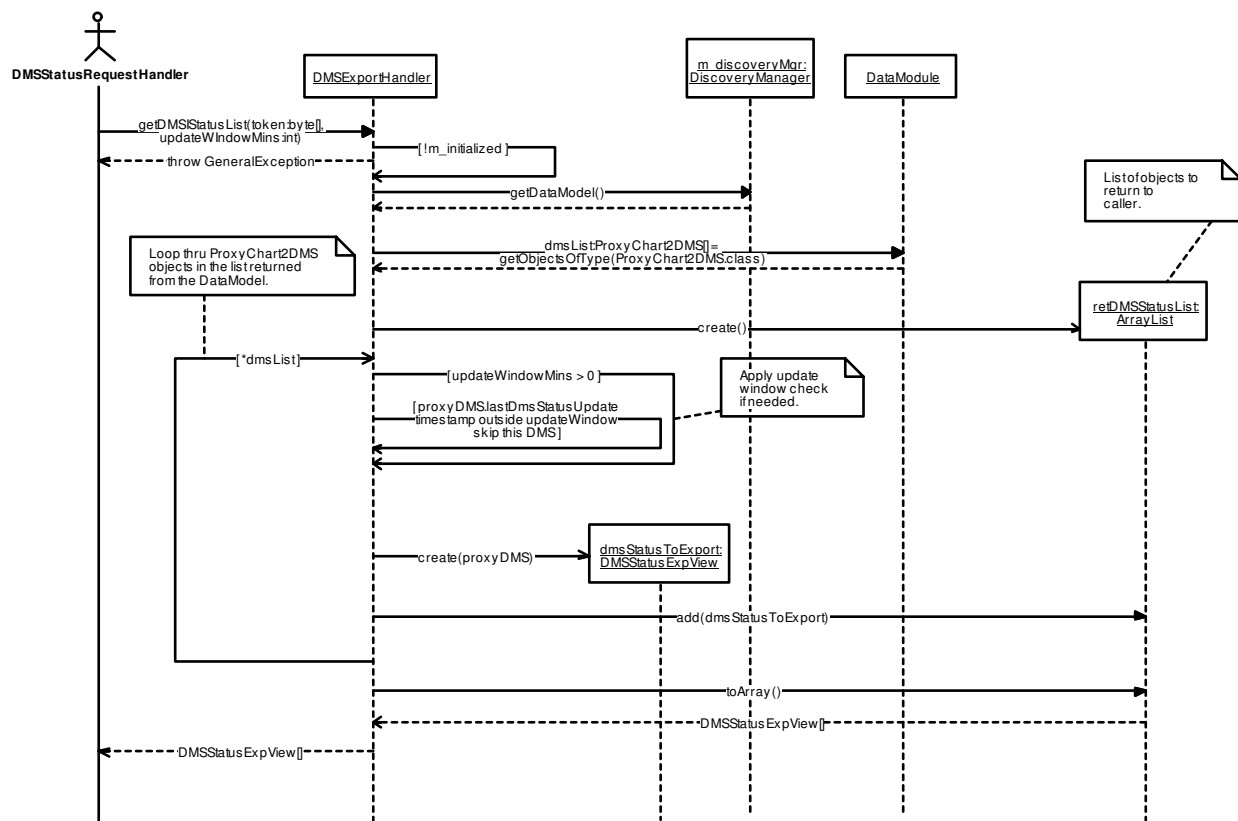 DMSStatusRequestHandler
DMSExportHandler
m_discoveryMgr:
DiscoveryManager
DataModule
getDMSlStatusList(token:byte[],
updateWIndowMins:int)
[ !m_initialized ]
throw GeneralException
getDataModel()
List of objects to
return to
caller.
Loop thru ProxyChart2DMS
objects in the list returned
from the DataModel.
dmsList:ProxyChart2DMS[]=
getObjectsOfType(ProxyChart2DMS.class)
retDMSStatusList:
ArrayList
create()
[ *dmsList ]
[ updateWindowMins > 0 ]
Apply update
window check
if needed.
[ proxyDMS.lastDmsStatusUpdate
timestamp outside updateWindow
skip this DMS ]
create(proxyDMS)
dmsStatusToExport:
DMSStatusExpView
add(dmsStatusToExport)
toArray()
DMSStatusExpView[]
DMSStatusExpView[]